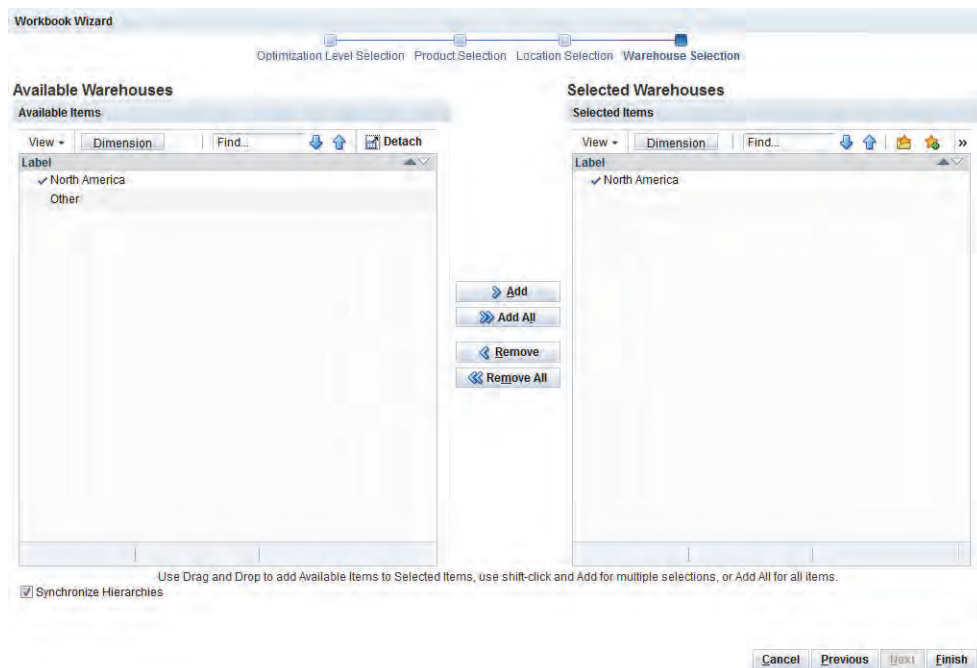 Workbook Wizard
Optimization Level Selection Product Selection Location Selection Warehouse Selection
Available Warehouses
Available Items
View Dimension Find... Detach
Label
North America
Other
Add
Add All
Remove
Remove All
Selected Warehouses
Selected Items
View Dimension Find... »
Label
North America
Use Drag and Drop to add Available Items to Selected Items, use shift-click and Add for multiple selections, or Add All for all items.
Synchronize Hierarchies
Cancel Previous Next Finish